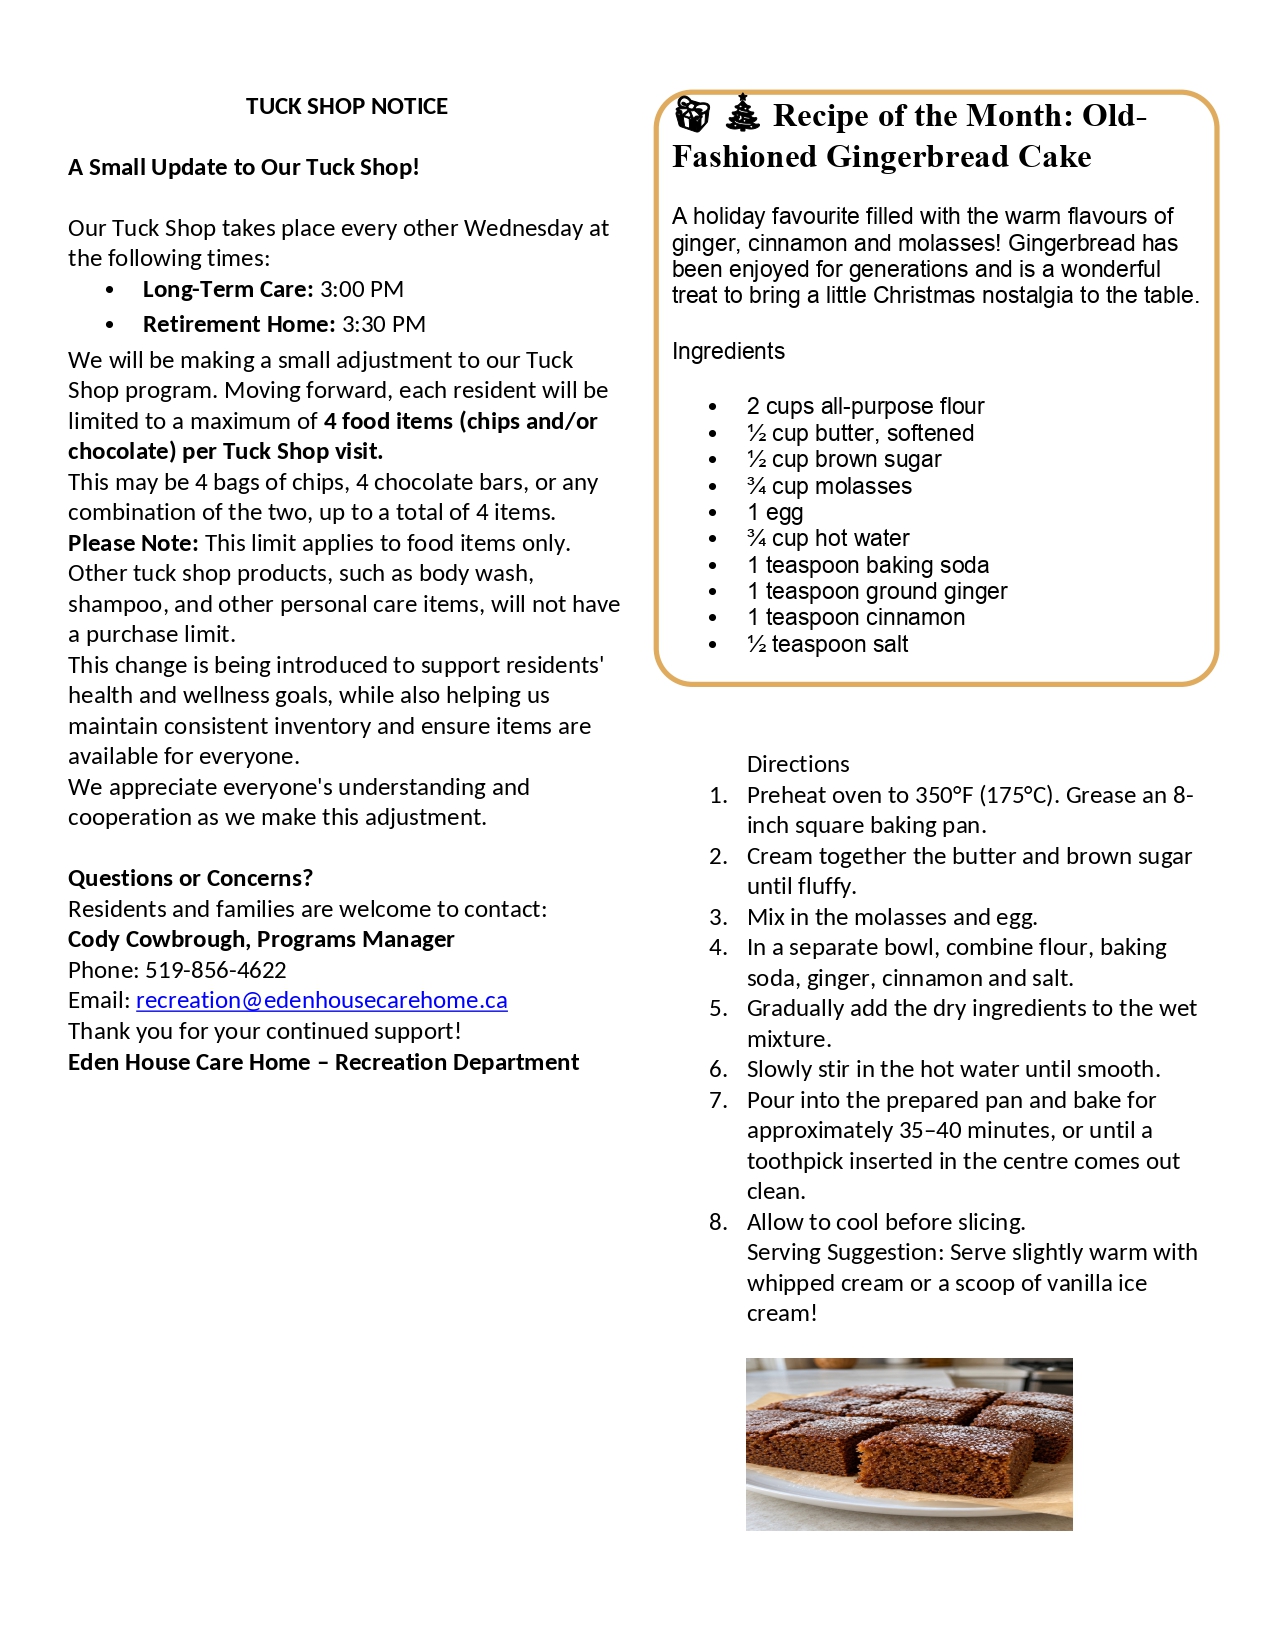 TUCK SHOP NOTICE
A Small Update to Our Tuck Shop!
Our Tuck Shop takes place every other Wednesday at
the following times:
• Long-Term Care: 3:00 PM
• Retirement Home: 3:30 PM
We will be making a small adjustment to our Tuck
Shop program. Moving forward, each resident will be
limited to a maximum of 4 food items (chips and/or
chocolate) per Tuck Shop visit.
This may be 4 bags of chips, 4 chocolate bars, or any
combination of the two, up to a total of 4 items.
Please Note: This limit applies to food items only.
Other tuck shop products, such as body wash,
shampoo, and other personal care items, will not have
a purchase limit.
This change is being introduced to support residents'
health and wellness goals, while also helping us
maintain consistent inventory and ensure items are
available for everyone.
We appreciate everyone's understanding and
cooperation as we make this adjustment.
Questions or Concerns?
Residents and families are welcome to contact:
Cody Cowbrough, Programs Manager
Phone: 519-856-4622
Email: recreation@edenhousecarehome.ca
Thank you for your continued support!
Eden House Care Home – Recreation Department
Recipe of the Month: Old-
Fashioned Gingerbread Cake
A holiday favourite filled with the warm flavours of
ginger, cinnamon and molasses! Gingerbread has
been enjoyed for generations and is a wonderful
treat to bring a little Christmas nostalgia to the table.
Ingredients
• 2 cups all-purpose flour
• ½ cup butter, softened
• ½ cup brown sugar
• ¾ cup molasses
• 1 egg
• ¾ cup hot water
• 1 teaspoon baking soda
• 1 teaspoon ground ginger
• 1 teaspoon cinnamon
• ½ teaspoon salt
Directions
1. Preheat oven to 350°F (175°C). Grease an 8-
inch square baking pan.
2. Cream together the butter and brown sugar
until fluffy.
3. Mix in the molasses and egg.
4. In a separate bowl, combine flour, baking
soda, ginger, cinnamon and salt.
5. Gradually add the dry ingredients to the wet
mixture.
6. Slowly stir in the hot water until smooth.
7. Pour into the prepared pan and bake for
approximately 35–40 minutes, or until a
toothpick inserted in the centre comes out
clean.
8. Allow to cool before slicing.
Serving Suggestion: Serve slightly warm with
whipped cream or a scoop of vanilla ice
cream!